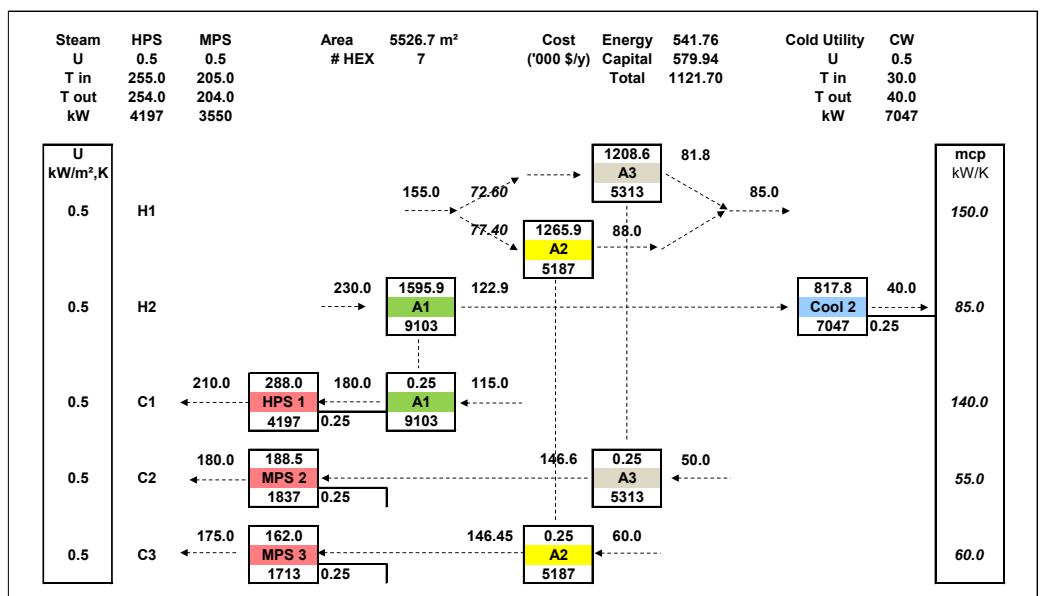 Steam HPS MPS Area 5526.7 m² Cost Energy 541.76 Cold Utility CW
U 0.5 0.5 # HEX 7 ('000 $/y) Capital 579.94 U 0.5
T in 255.0 205.0 Total 1121.70 T in 30.0
T out 254.0 204.0 T out 40.0
kW 4197 3550 kW 7047
U 1208.6 81.8 mcp
kW/m²,K A3 kW/K
155.0 72.60 5313 85.0
0.5 H1 150.0
77.40 1265.9 88.0
A2
5187
230.0 1595.9 122.9 817.8 40.0
0.5 H2 A1 Cool 2 85.0
9103 7047 0.25
210.0 288.0 180.0 0.25 115.0
0.5 C1 HPS 1 A1 140.0
4197 0.25 9103
180.0 188.5 146.6 0.25 50.0
0.5 C2 MPS 2 A3 55.0
1837 0.25 5313
175.0 162.0 146.45 0.25 60.0
0.5 C3 MPS 3 A2 60.0
1713 0.25 5187